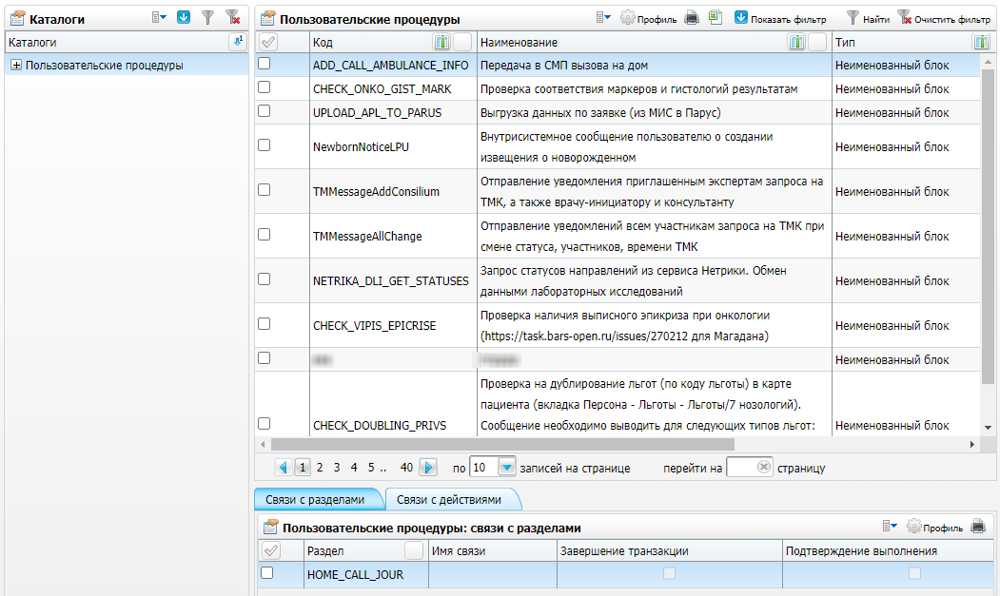 Каталоги
Каталоги
Пользовательские процедуры
Пользовательские процедуры
Профиль
Показать фильтр
Найти
Очистить фильтр
Код Наименование Тип
ADD_CALL_AMBULANCE_INFO Передача в СМП вызова на дом Неименованный блок
CHECK_ONKO_GIST_MARK Проверка соответствия маркеров и гистологий результатам Неименованный блок
UPLOAD_APL_TO_PARUS Выгрузка данных по заявке (из МИС в Парус) Неименованный блок
NewbornNoticeLPU Внутрисистемное сообщение пользователю о создании
извещения о новорожденном Неименованный блок
TMMessageAddConsilium Отправление уведомления приглашенным экспертам запроса на
ТМК, а также врачу-инициатору и консультанту Неименованный блок
TMMessageAllChange Отправление уведомлений всем участникам запроса на ТМК при
смене статуса, участников, времени ТМК Неименованный блок
NETRIKA_DLI_GET_STATUSES Запрос статусов направлений из сервиса Нетрики. Обмен
данными лабораторных исследований Неименованный блок
CHECK_VIPIS_EPICRISE Проверка наличия выписного эпикриза при онкологии
(https://task.bars-open.ru/issues/270212 для Магадана) Неименованный блок
Неименованный блок
Проверка на дублирование льгот (по коду льготы) в карте
пациента (вкладка Персона - Льготы - Льготы/7 нозологий).
CHECK_DOUBLING_PRIVS Сообщение необходимо выводить для следующих типов льгот: Неименованный блок
1 2 3 4 5 .. 40 по 10 записей на странице перейти на страницу
Связи с разделами Связи с действиями
Пользовательские процедуры: связи с разделами
Профиль
Раздел Имя связи Завершение транзакции Подтверждение выполнения
HOME_CALL_JOUR